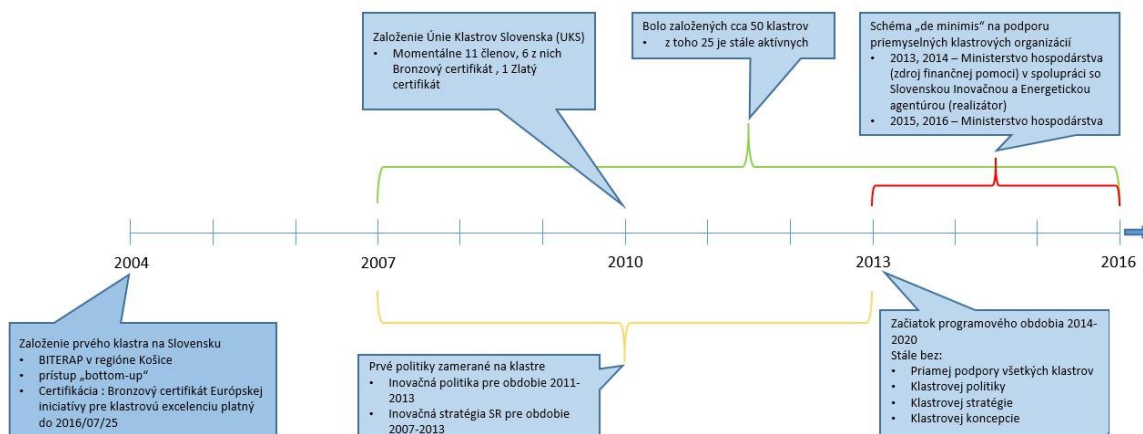 Založenie Únie Klastrov Slovenska (UKS)
• Momentálne 11 členov, 6 z nich
Bronzový certifikát , 1 Zlatý
certifikát
Bolo založených cca 50 klastrov
• z toho 25 je stále aktívnych
Schéma „de minimis“ na podporu
priemyselných klastrových organizácií
• 2013, 2014 – Ministerstvo hospodárstva
(zdroj finančnej pomoci) v spolupráci so
Slovenskou Inovačnou a Energetickou
agentúrou (realizátor)
• 2015, 2016 – Ministerstvo hospodárstva
2004
2007
2010
2013
2016
Založenie prvého klastra na Slovensku
• BITERAP v regióne Košice
• prístup „bottom-up“
• Certifikácia : Bronzový certifikát Európskej
iniciatívy pre klastrovú excelenciu platný
do 2016/07/25
Prvé politiky zamerané na klastre
• Inovačná politika pre obdobie 2011-
2013
• Inovačná stratégia SR pre obdobie
2007-2013
Začiatok programového obdobia 2014-
2020
Stále bez:
• Priamej podpory všetkých klastrov
• Klastrovej politiky
• Klastrovej stratégie
• Klastrovej koncepcie